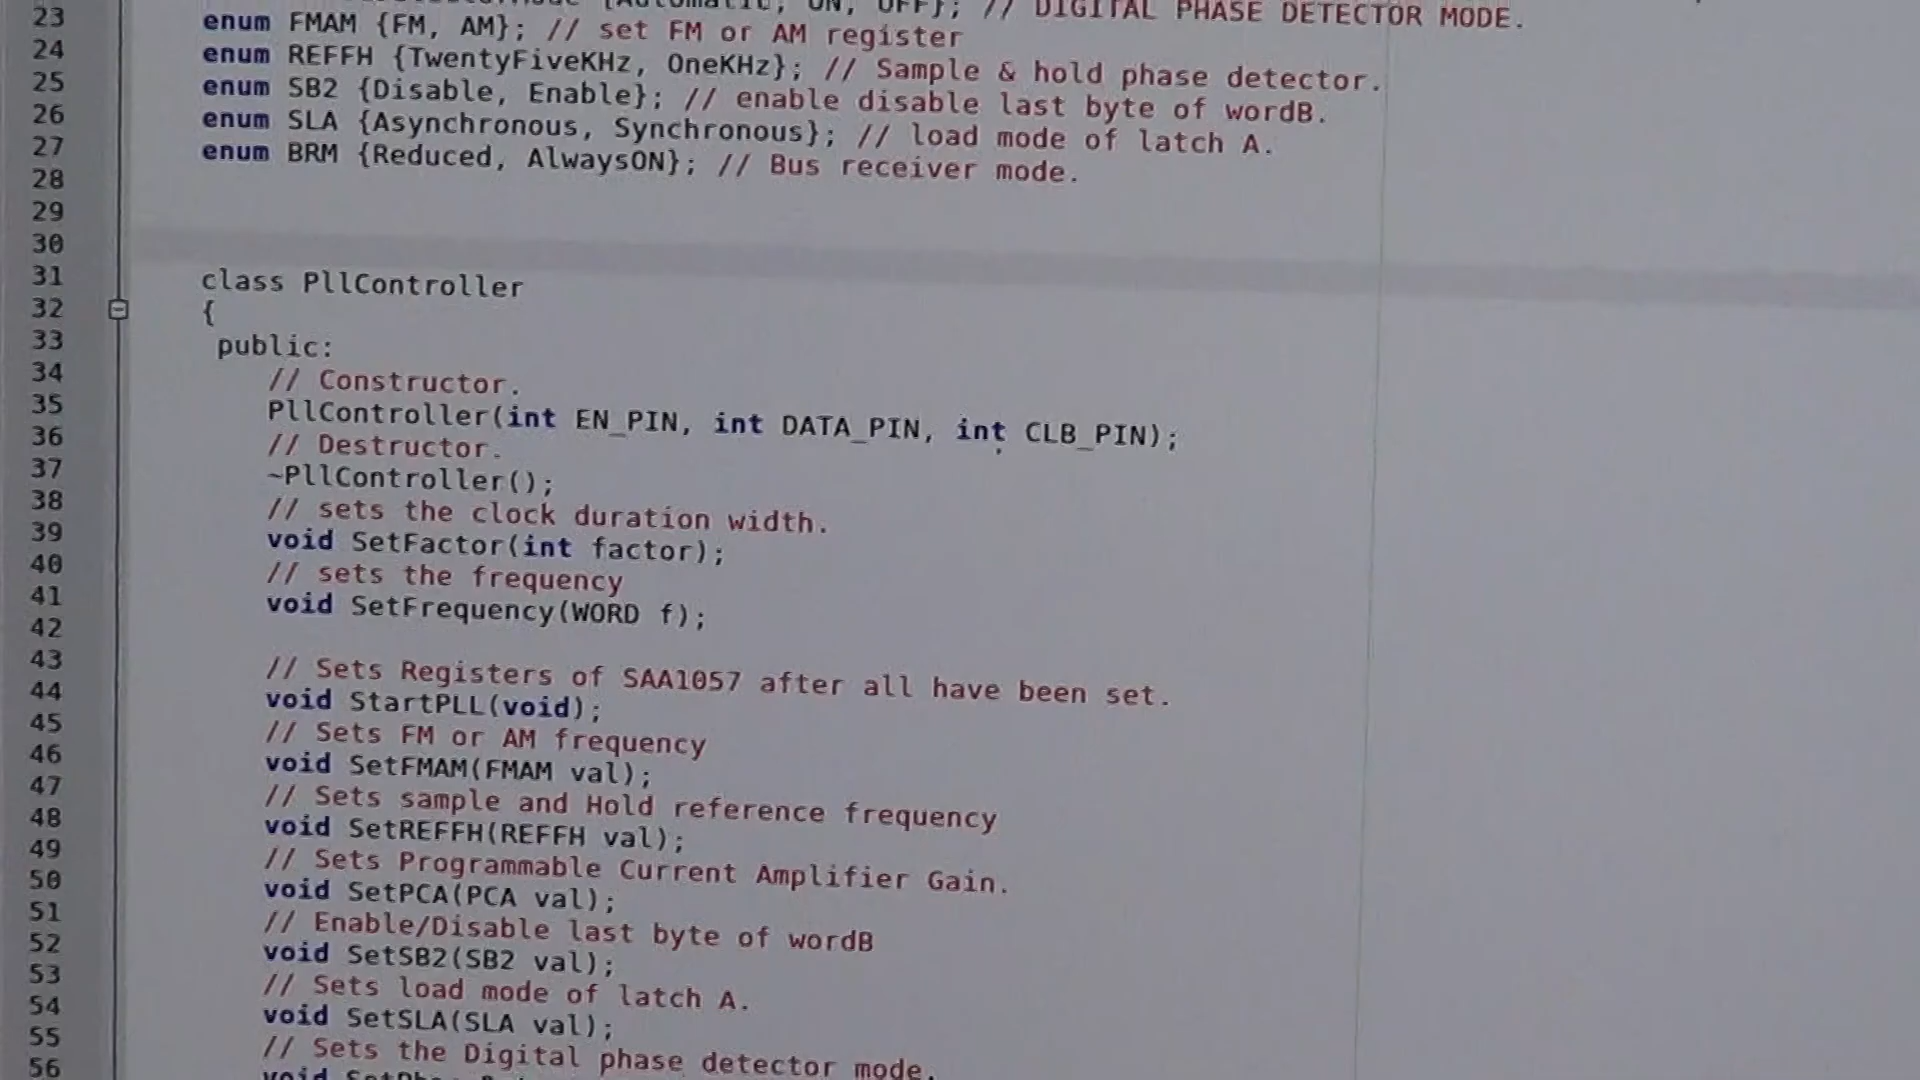 23 ON, OFF}; // DIGITAL PHASE DETECTOR MODE.
24 enum FMAM {FM, AM}; // set FM or AM register
25 enum REFFH {TwentyFiveKHz, OneKHz}; // Sample & hold phase detector.
26 enum SB2 {Disable, Enable}; // enable disable last byte of wordB.
27 enum SLA {Asynchronous, Synchronous}; // load mode of latch A.
28 enum BRM {Reduced, AlwaysON}; // Bus receiver mode.
29
30
31
32 class PllController
{
33 public:
34 // Constructor.
35 PllController(int EN_PIN, int DATA_PIN, int CLB_PIN);
36 // Destructor.
37 ~PllController();
38 // sets the clock duration width.
39 void SetFactor(int factor);
40 // sets the frequency
41 void SetFrequency(WORD f);
42
43 // Sets Registers of SAA1057 after all have been set.
44 void StartPLL(void);
45 // Sets FM or AM frequency
46 void SetFMAM(FMAM val);
47 // Sets sample and Hold reference frequency
48 void SetREFFH(REFFH val);
49 // Sets Programmable Current Amplifier Gain.
50 void SetPCA(PCA val);
51 // Enable/Disable last byte of wordB
52 void SetSB2(SB2 val);
53 // Sets load mode of latch A.
54 void SetSLA(SLA val);
55 // Sets the Digital phase detector mode.
56 void